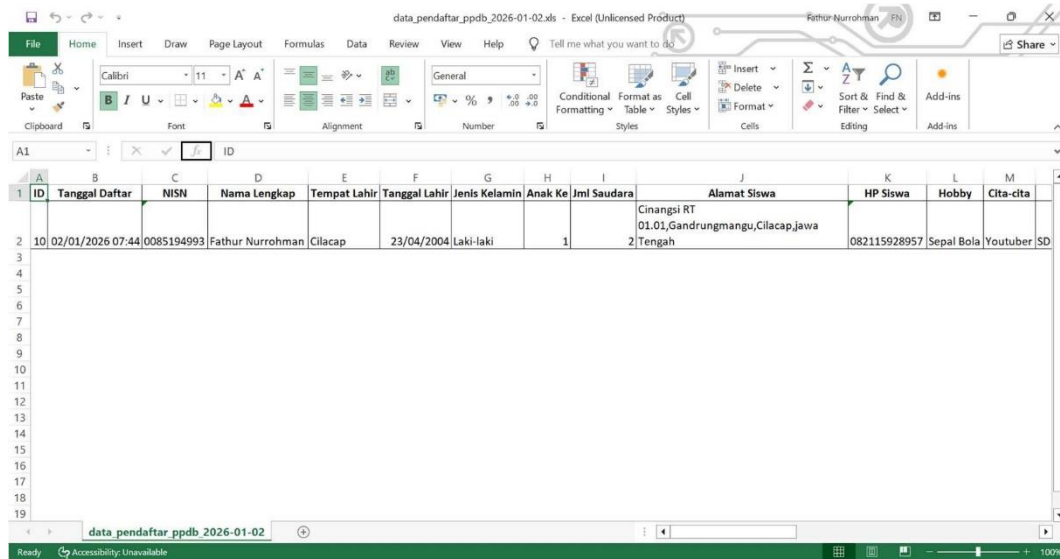 data_pendaftar_ppdb_2026-01-02.xls - Excel (Unlicensed Product)
Fathur Nurrohman FN
File Home Insert Draw Page Layout Formulas Data Review View Help Tell me what you want to do Share
Paste
Calibri 11 A A
B I U A
ab
General
% 9 .00 .00
Conditional Formatting
Format as Table
Cell Styles
Insert
Delete
Format
Sort & Filter
Find & Select
Add-ins
Clipboard Font Alignment Number Styles Cells Editing Add-ins
A1 fx ID
A B C D E F G H I J K L M
1 ID Tanggal Daftar NISN Nama Lengkap Tempat Lahir Tanggal Lahir Jenis Kelamin Anak Ke Jml Saudara Alamat Siswa HP Siswa Hobby Cita-cita
Cinangsi RT
01.01,Gandrungmangu,Cilacap,jawa
2 10 02/01/2026 07:44 0085194993 Fathur Nurrohman Cilacap 23/04/2004 Laki-laki 1 2 Tengah 082115928957 Sepal Bola Youtuber SD
3
4
5
6
7
8
9
10
11
12
13
14
15
16
17
18
19
data_pendaftar_ppdb_2026-01-02
Ready Accessibility: Unavailable 100%